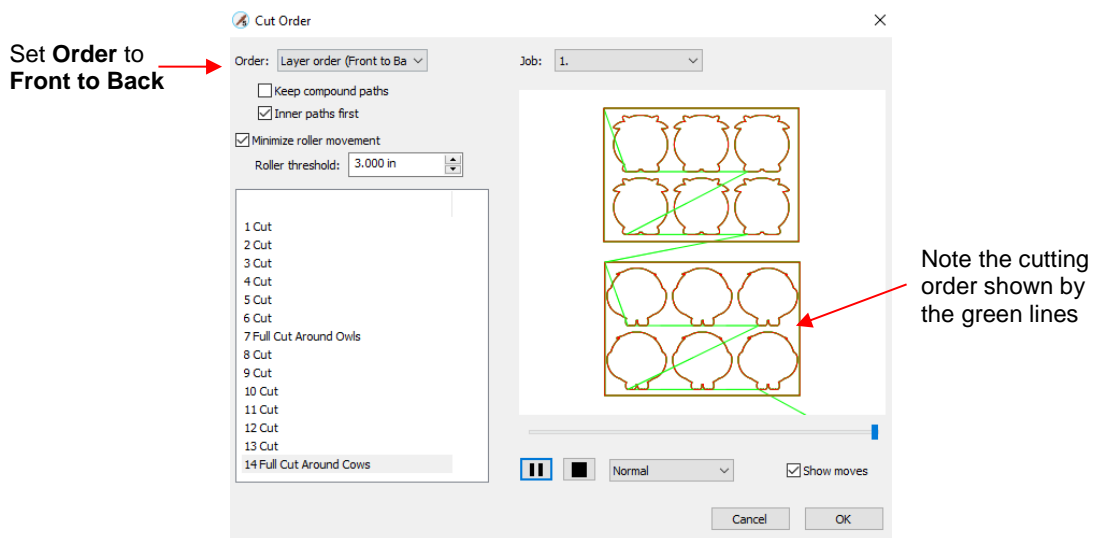 Cut Order
Set Order to
Front to Back
Order: Layer order (Front to Ba
Job: 1.
Keep compound paths
Inner paths first
Minimize roller movement
Roller threshold: 3.000 in
1 Cut
2 Cut
3 Cut
4 Cut
5 Cut
6 Cut
7 Full Cut Around Owls
8 Cut
9 Cut
10 Cut
11 Cut
12 Cut
13 Cut
14 Full Cut Around Cows
Note the cutting
order shown by
the green lines
Normal
Show moves
Cancel
OK